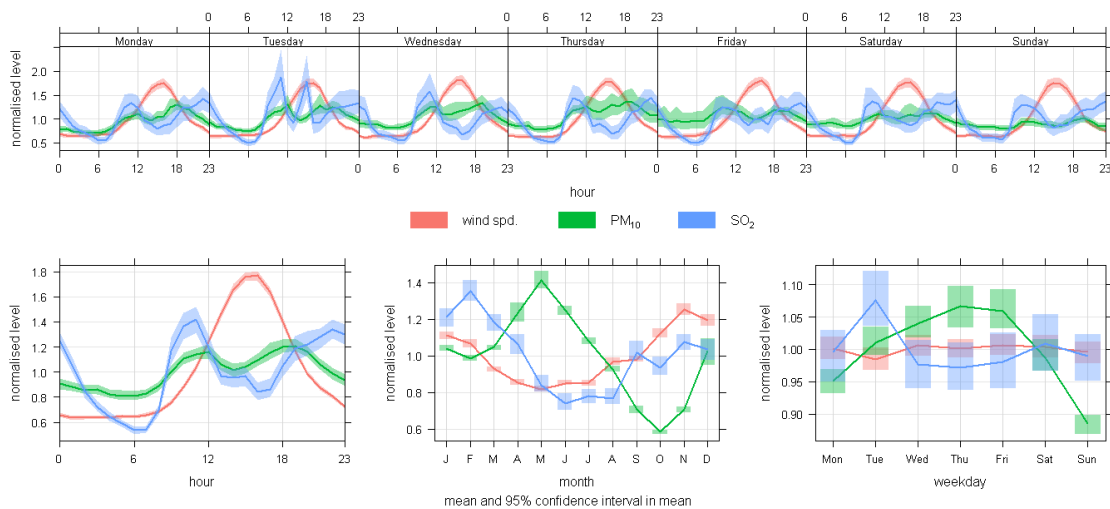 0 12 18 23 0 12 18 23 0 12 18 23
Monday Tuesday Wednesday Thursday Friday Saturday Sunday
normalised level
2.0
1.5
1.0
0.5
0 6 12 18 23 0 6 12 18 23 0 6 12 18 23 0 6 12 18 23
hour
wind spd. PM₁₀ SO₂
normalised level
1.8
1.6
1.4
1.2
1.0
0.8
0.6
0 6 12 18 23
hour
normalised level
1.4
1.2
1.0
0.8
0.6
J F M A M J J A S O N D
month
mean and 95% confidence interval in mean
normalised level
1.10
1.05
1.00
0.95
0.90
Mon Tue Wed Thu Fri Sat Sun
weekday